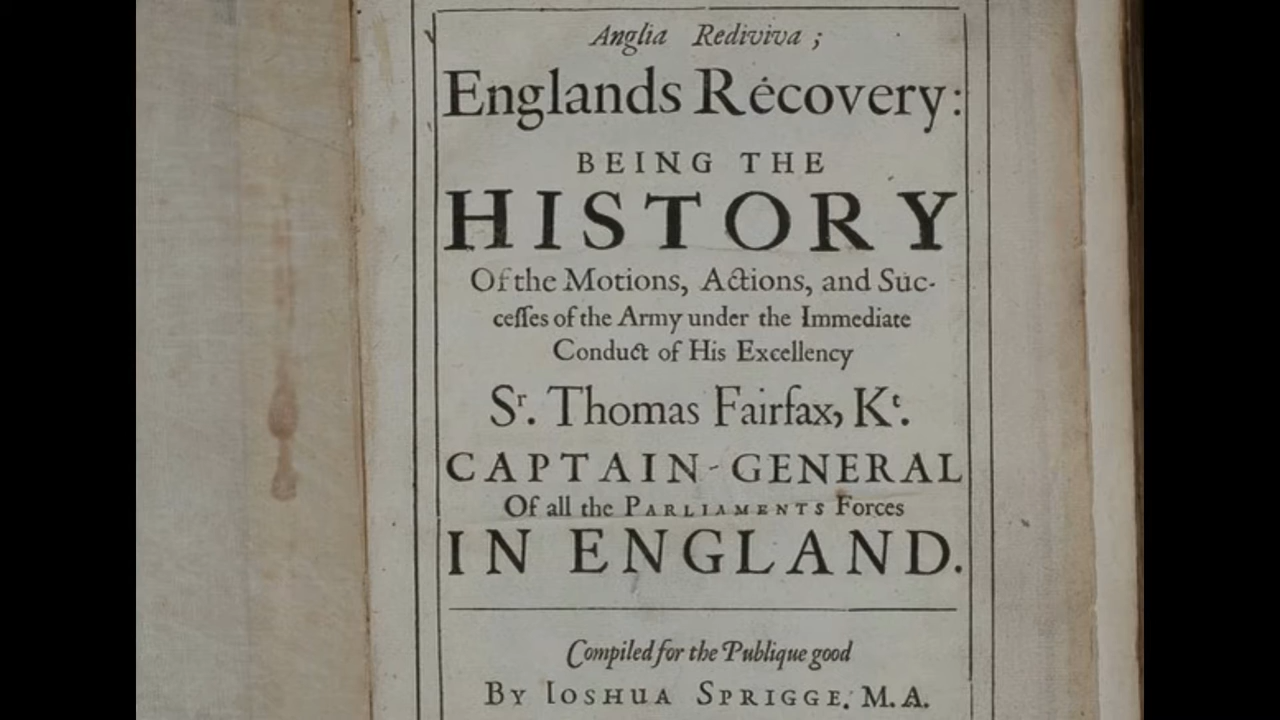 Anglia Rediviva;
Englands Recovery:
BEING THE
HISTORY
Of the Motions, Actions, and Suc-
ceſſes of the Army under the Immediate
Conduct of His Excellency
Sʳ. Thomas Fairfax, Kᵗ.
CAPTAIN-GENERAL
Of all the PARLIAMENTS Forces
IN ENGLAND.
Compiled for the Publique good
BY IOSHUA SPRIGGE. M.A.